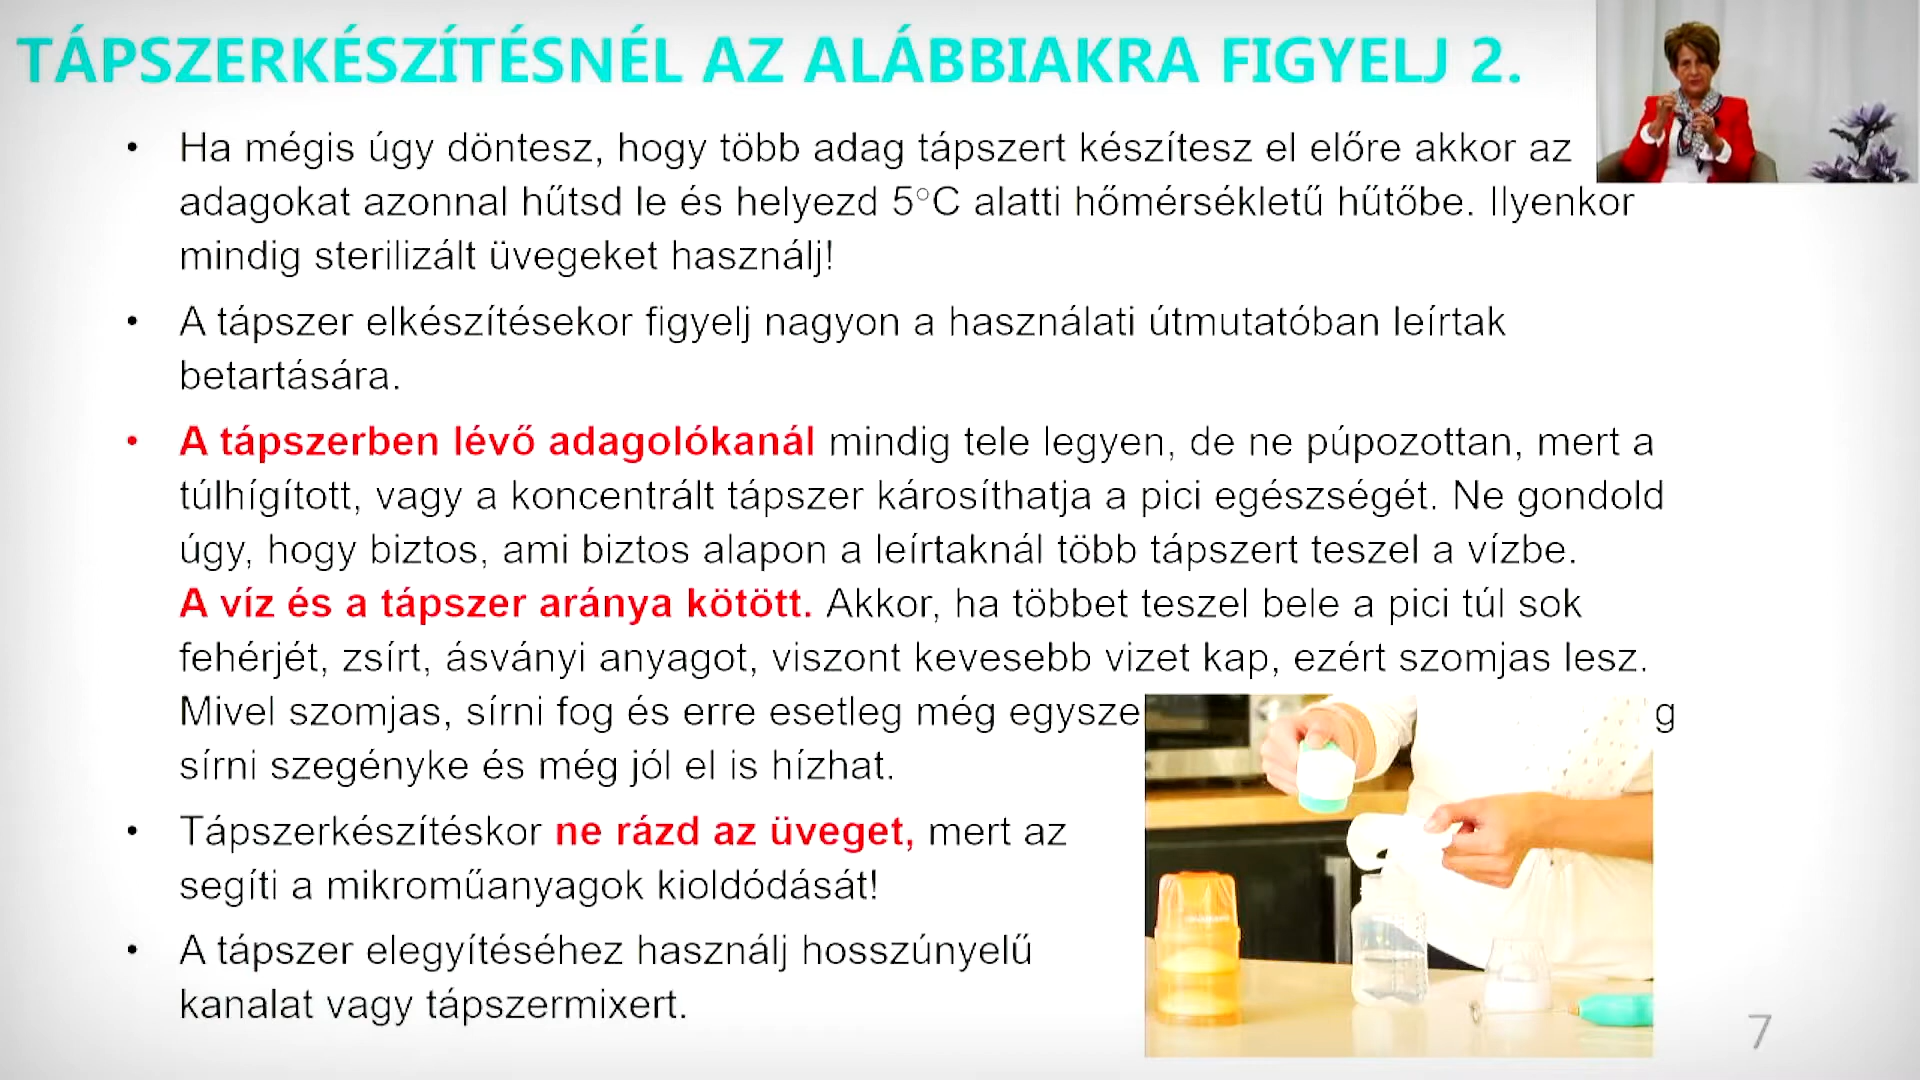 TÁPSZERKÉSZÍTÉSNÉL AZ ALÁBBIAKRA FIGYELJ 2.
• Ha mégis úgy döntesz, hogy több adag tápszert készítesz el előre akkor az
adagokat azonnal hűtsd le és helyezd 5°C alatti hőmérsékletű hűtőbe. Ilyenkor
mindig sterilizált üvegeket használj!
• A tápszer elkészítésekor figyelj nagyon a használati útmutatóban leírtak
betartására.
• A tápszerben lévő adagolókanál mindig tele legyen, de ne púpozottan, mert a
túlhígított, vagy a koncentrált tápszer károsíthatja a pici egészségét. Ne gondold
úgy, hogy biztos, ami biztos alapon a leírtaknál több tápszert teszel a vízbe.
A víz és a tápszer aránya kötött. Akkor, ha többet teszel bele a pici túl sok
fehérjét, zsírt, ásványi anyagot, viszont kevesebb vizet kap, ezért szomjas lesz.
Mivel szomjas, sírni fog és erre esetleg még egysze g
sírni szegényke és még jól el is hízhat.
• Tápszerkészítéskor ne rázd az üveget, mert az
segíti a mikroműanyagok kioldódását!
• A tápszer elegyítéséhez használj hosszúnyelű
kanalat vagy tápszermixert.
7